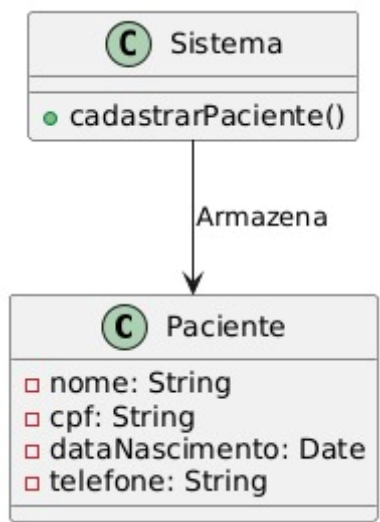 C Sistema
cadastrarPaciente()
Armazena
C Paciente
nome: String
cpf: String
dataNascimento: Date
telefone: String